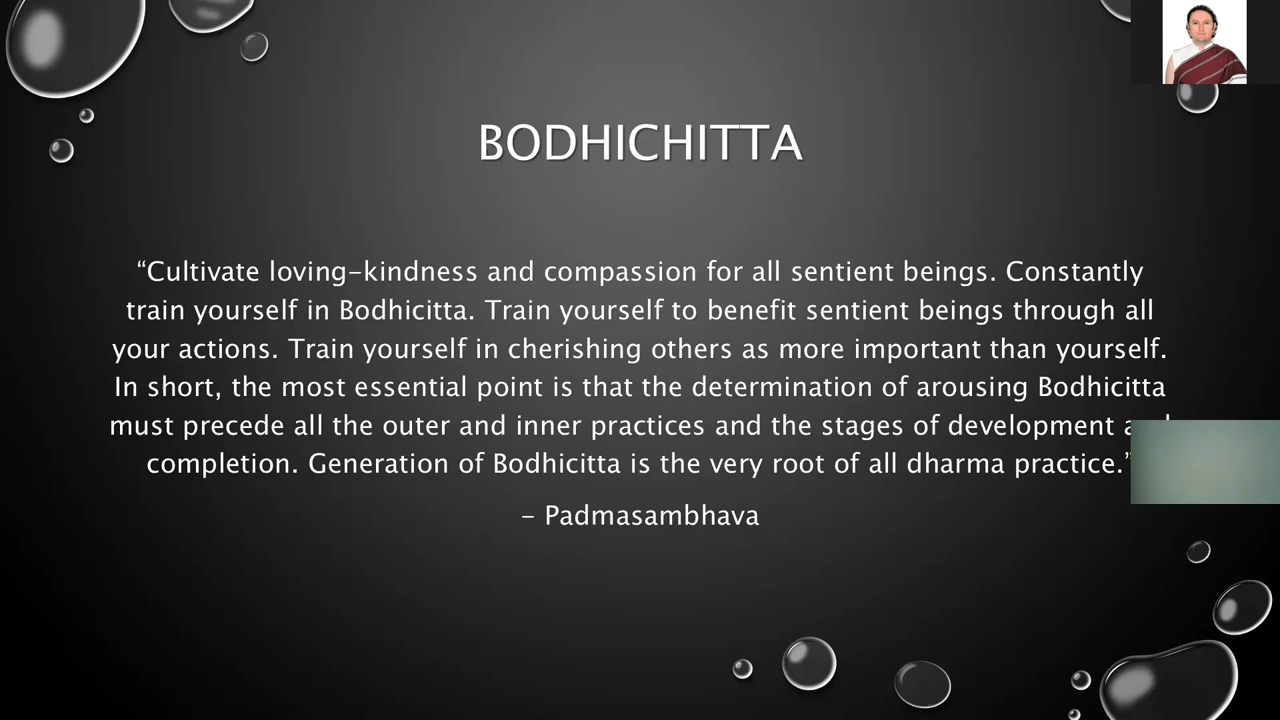 BODHICHITTA
“Cultivate loving-kindness and compassion for all sentient beings. Constantly
train yourself in Bodhicitta. Train yourself to benefit sentient beings through all
your actions. Train yourself in cherishing others as more important than yourself.
In short, the most essential point is that the determination of arousing Bodhicitta
must precede all the outer and inner practices and the stages of development
completion. Generation of Bodhicitta is the very root of all dharma practice.”
– Padmasambhava